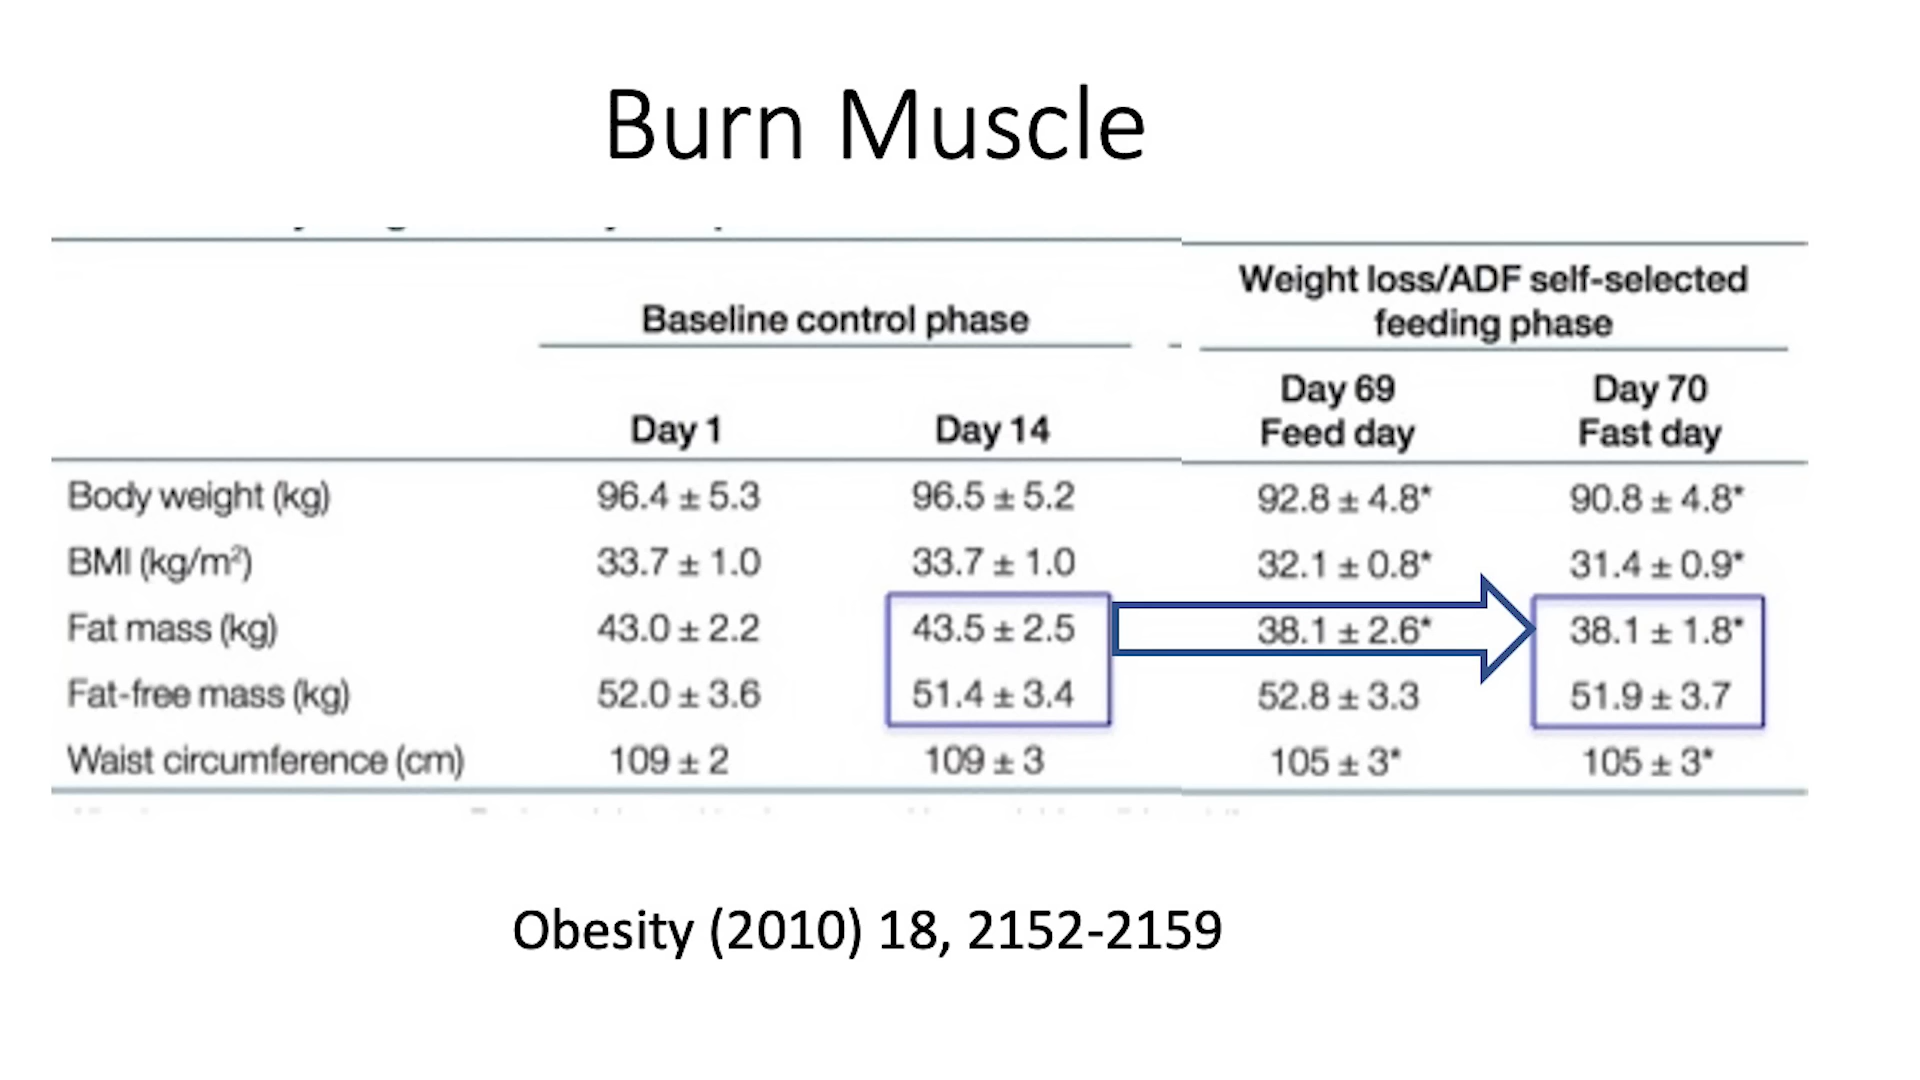 Burn Muscle
Weight loss/ADF self-selected
Baseline control phase feeding phase
Day 69 Day 70
Day 1 Day 14 Feed day Fast day
Body weight (kg) 96.4 ± 5.3 96.5 ± 5.2 92.8 ± 4.8* 90.8 ± 4.8*
BMI (kg/m²) 33.7 ± 1.0 33.7 ± 1.0 32.1 ± 0.8* 31.4 ± 0.9*
Fat mass (kg) 43.0 ± 2.2 43.5 ± 2.5 38.1 ± 2.6* 38.1 ± 1.8*
Fat-free mass (kg) 52.0 ± 3.6 51.4 ± 3.4 52.8 ± 3.3 51.9 ± 3.7
Waist circumference (cm) 109 ± 2 109 ± 3 105 ± 3* 105 ± 3*
Obesity (2010) 18, 2152-2159